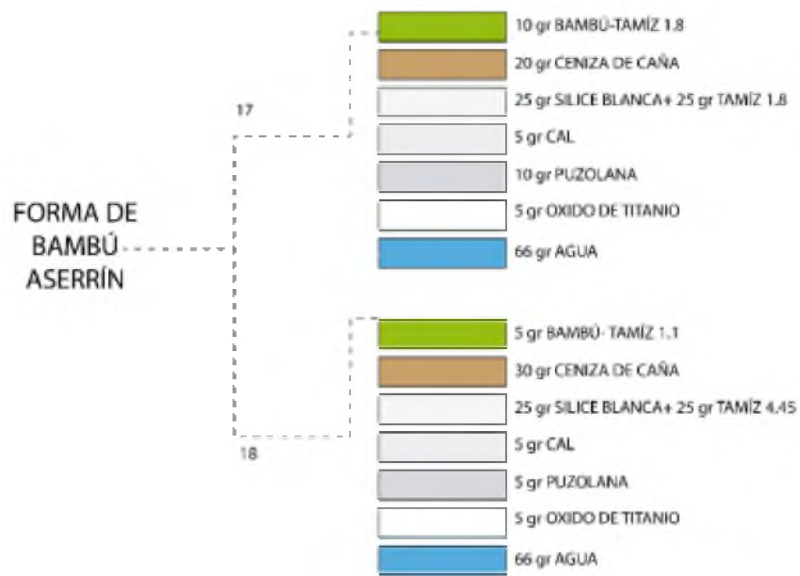 FORMA DE
BAMBÚ
ASERRÍN
17
10 gr BAMBÚ-TAMÍZ 1.8
20 gr CENIZA DE CAÑA
25 gr SILICE BLANCA+ 25 gr TAMÍZ 1.8
5 gr CAL
10 gr PUZOLANA
5 gr OXIDO DE TITANIO
66 gr AGUA
18
5 gr BAMBÚ- TAMÍZ 1.1
30 gr CENIZA DE CAÑA
25 gr SILICE BLANCA+ 25 gr TAMÍZ 4.45
5 gr CAL
5 gr PUZOLANA
5 gr OXIDO DE TITANIO
66 gr AGUA